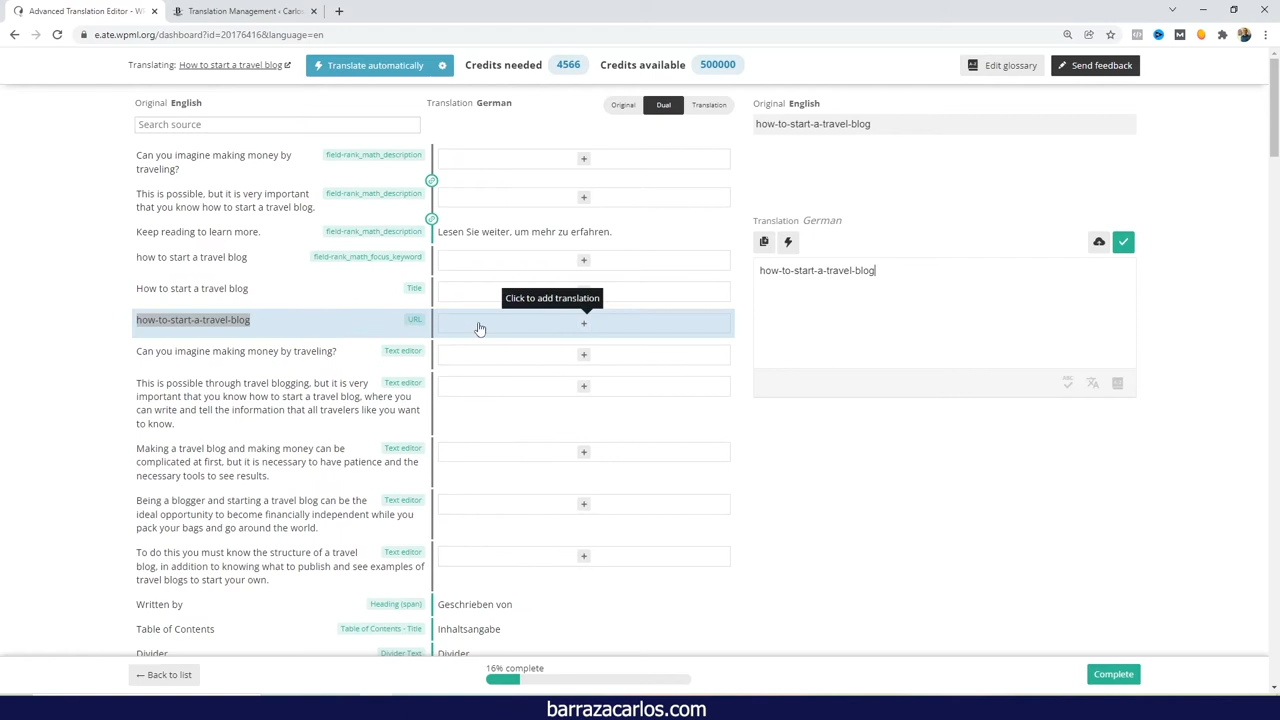 Advanced Translation Editor - W
Translation Management ‹ Carlo
e.ate.wpml.org/dashboard?id=20176416&language=en
Translating: How to start a travel blog
Translate automatically
Credits needed 4566
Credits available 500000
Edit glossary
Send feedback
Original English
Translation German
Original
Dual
Translation
Search source
Can you imagine making money by
traveling?
field-rank_math_description
This is possible, but it is very important
that you know how to start a travel blog.
field-rank_math_description
Keep reading to learn more.
field-rank_math_description
Lesen Sie weiter, um mehr zu erfahren.
how to start a travel blog
field-rank_math_focus_keyword
How to start a travel blog
Title
Click to add translation
how-to-start-a-travel-blog
URL
Can you imagine making money by traveling?
Text editor
This is possible through travel blogging, but it is very
important that you know how to start a travel blog, where you
can write and tell the information that all travelers like you want
to know.
Text editor
Making a travel blog and making money can be
complicated at first, but it is necessary to have patience and the
necessary tools to see results.
Text editor
Being a blogger and starting a travel blog can be the
ideal opportunity to become financially independent while you
pack your bags and go around the world.
Text editor
To do this you must know the structure of a travel
blog, in addition to knowing what to publish and see examples of
travel blogs to start your own.
Text editor
Written by
Heading (span)
Geschrieben von
Table of Contents
Table of Contents - Title
Inhaltsangabe
Divider
Divider Text
Divider
Original English
how-to-start-a-travel-blog
Translation German
how-to-start-a-travel-blog
ABC
← Back to list
16% complete
Complete
barrazacarlos.com